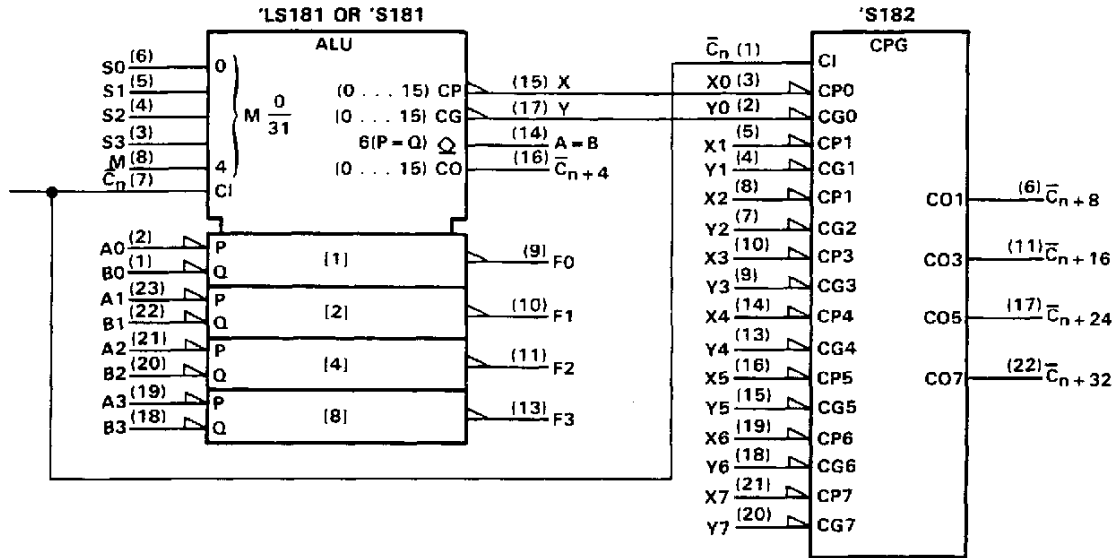 'LS181 OR 'S181
ALU
S0 (6) 0
S1 (5)
S2 (4)
S3 (3)
M (8) 4
C̅n (7) CI
M 0/31
(0 . . . 15) CP (15) X
(0 . . . 15) CG (17) Y
6(P = Q) (14) A = B
(0 . . . 15) CO (16) C̅n+4
A0 (2) P
B0 (1) Q
[1] (9) F0
A1 (23) P
B1 (22) Q
[2] (10) F1
A2 (21) P
B2 (20) Q
[4] (11) F2
A3 (19) P
B3 (18) Q
[8] (13) F3
'S182
CPG
C̅n (1) CI
X0 (3) CP0
Y0 (2) CG0
X1 (5) CP1
Y1 (4) CG1
X2 (8) CP1
Y2 (7) CG2
X3 (10) CP3
Y3 (9) CG3
X4 (14) CP4
Y4 (13) CG4
X5 (16) CP5
Y5 (15) CG5
X6 (19) CP6
Y6 (18) CG6
X7 (21) CP7
Y7 (20) CG7
CO1 (6) C̅n+8
CO3 (11) C̅n+16
CO5 (17) C̅n+24
CO7 (22) C̅n+32